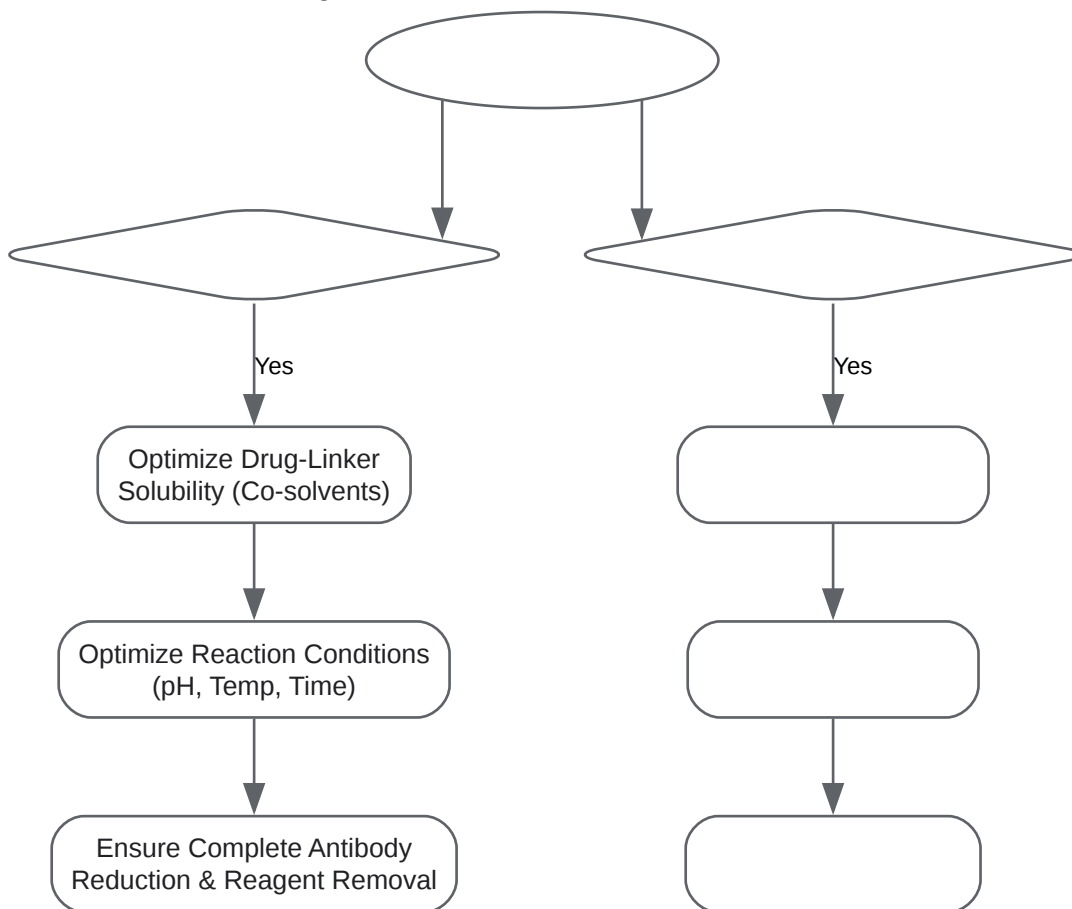 Yes
Yes
Optimize Drug-Linker
Solubility (Co-solvents)
Optimize Reaction Conditions
(pH, Temp, Time)
Ensure Complete Antibody
Reduction & Reagent Removal